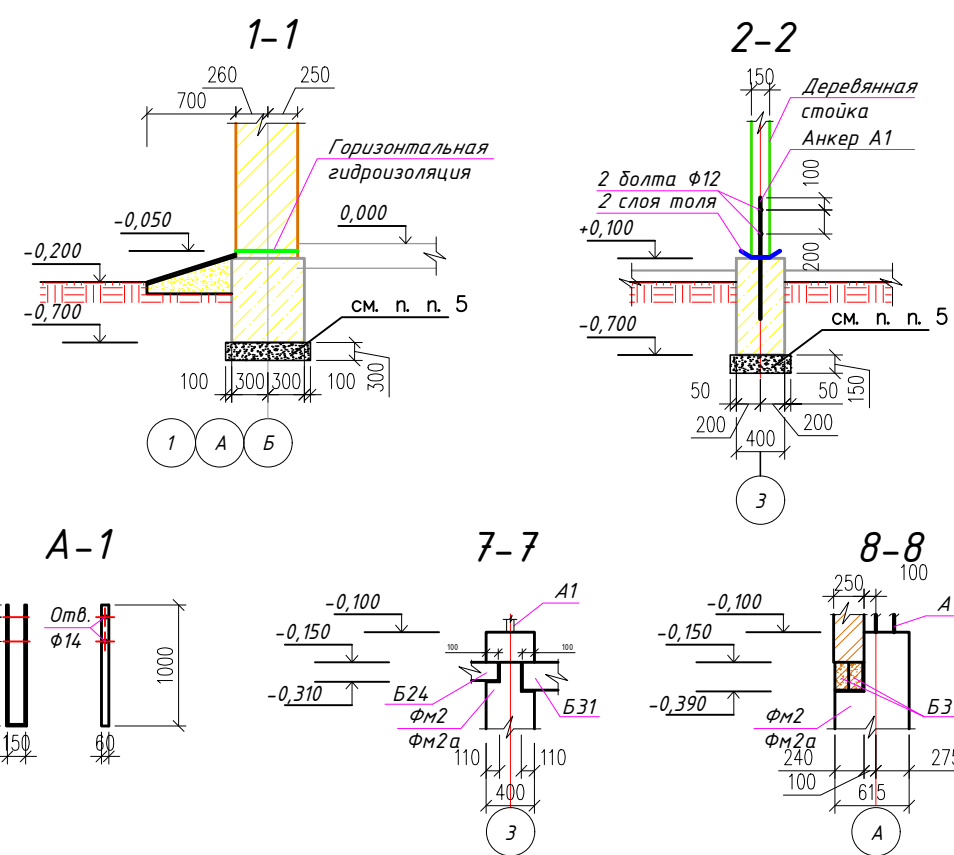 1-1
260
250
700
Горизонтальная
гидроизоляция
-0,050
0,000
-0,200
-0,700
см. п. п. 5
100
300
300
100
300
1
А
Б
2-2
150
Деревянная
стойка
Анкер А1
100
2 болта Ф12
2 слоя толя
+0,100
200
-0,700
см. п. п. 5
50
50
150
200
200
400
3
А-1
Отв.
Ф14
1000
150
60
7-7
А1
-0,100
-0,150
100
100
-0,310
Б24
Б31
Фм2
Фм2а
110
110
400
3
8-8
100
250
-0,100
А
-0,150
-0,390
Б3
Фм2
Фм2а
240
275
100
615
А